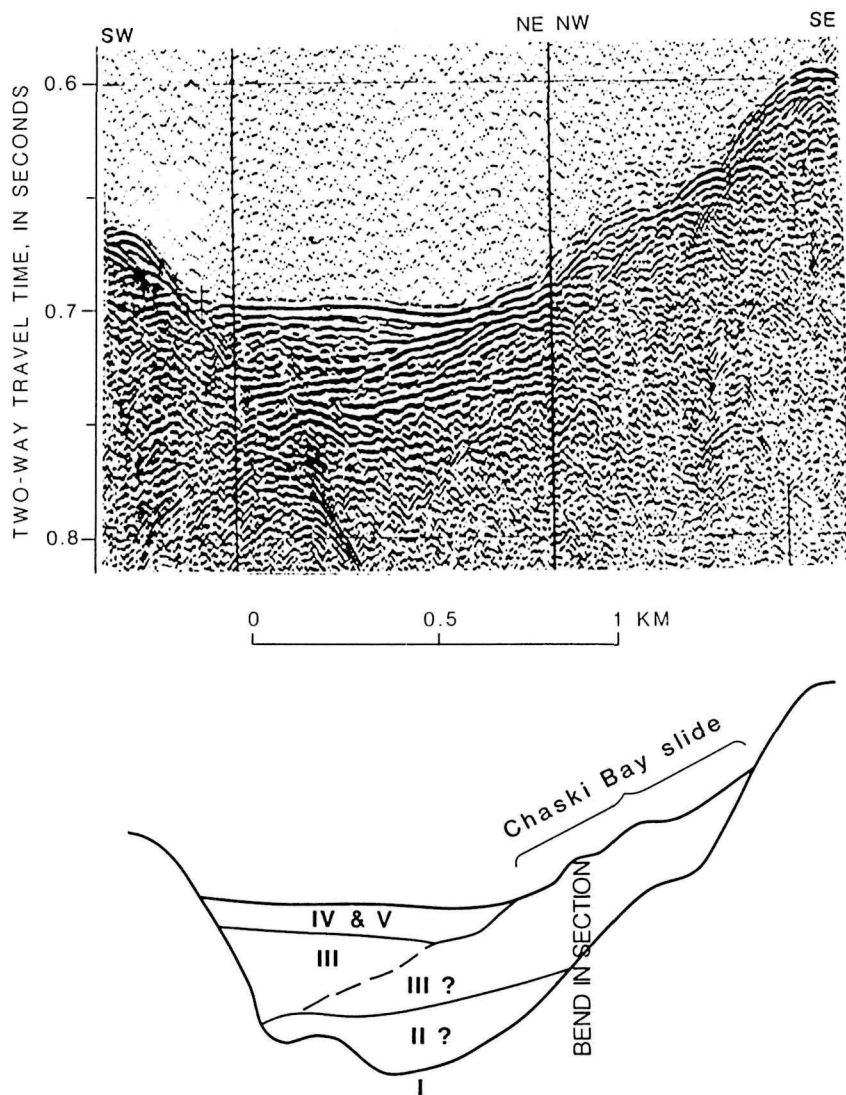 SW
NE NW
SE
TWO-WAY TRAVEL TIME, IN SECONDS
0.6
0.7
0.8
0 0.5 1 KM
Chaski Bay slide
IV & V
III
III ?
II ?
I
BEND IN SECTION